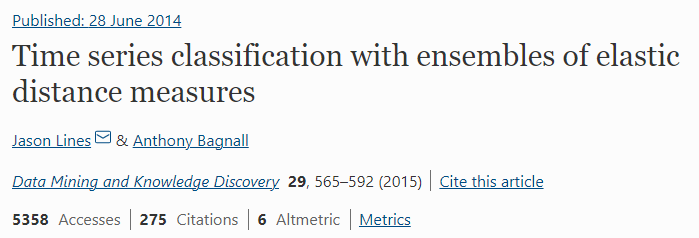 Published: 28 June 2014
Time series classification with ensembles of elastic
distance measures
Jason Lines & Anthony Bagnall
Data Mining and Knowledge Discovery 29, 565–592 (2015) | Cite this article
5358 Accesses | 275 Citations | 6 Altmetric | Metrics